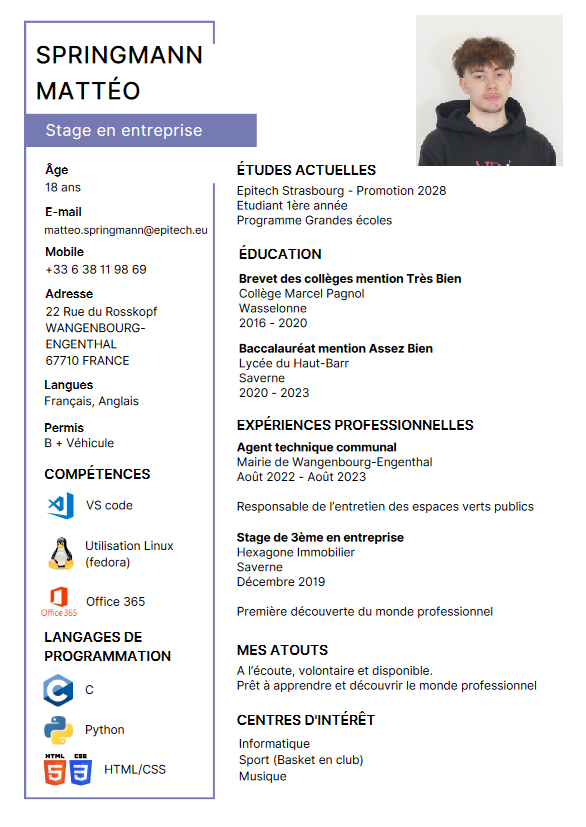 SPRINGMANN
MATTÉO
Stage en entreprise
Âge
18 ans
E-mail
matteo.springmann@epitech.eu
Mobile
+33 6 38 11 98 69
Adresse
22 Rue du Rosskopf
WANGENBOURG-
ENGENTHAL
67710 FRANCE
Langues
Français, Anglais
Permis
B + Véhicule
COMPÉTENCES
VS code
Utilisation Linux
(fedora)
Office 365
Office 365
LANGAGES DE
PROGRAMMATION
C
C
Python
HTML
5
CSS
3
HTML/CSS
ÉTUDES ACTUELLES
Epitech Strasbourg - Promotion 2028
Etudiant 1ère année
Programme Grandes écoles
ÉDUCATION
Brevet des collèges mention Très Bien
Collège Marcel Pagnol
Wasselonne
2016 - 2020
Baccalauréat mention Assez Bien
Lycée du Haut-Barr
Saverne
2020 - 2023
EXPÉRIENCES PROFESSIONNELLES
Agent technique communal
Mairie de Wangenbourg-Engenthal
Août 2022 - Août 2023
Responsable de l'entretien des espaces verts publics
Stage de 3ème en entreprise
Hexagone Immobilier
Saverne
Décembre 2019
Première découverte du monde professionnel
MES ATOUTS
A l'écoute, volontaire et disponible.
Prêt à apprendre et découvrir le monde professionnel
CENTRES D'INTÉRÊT
Informatique
Sport (Basket en club)
Musique